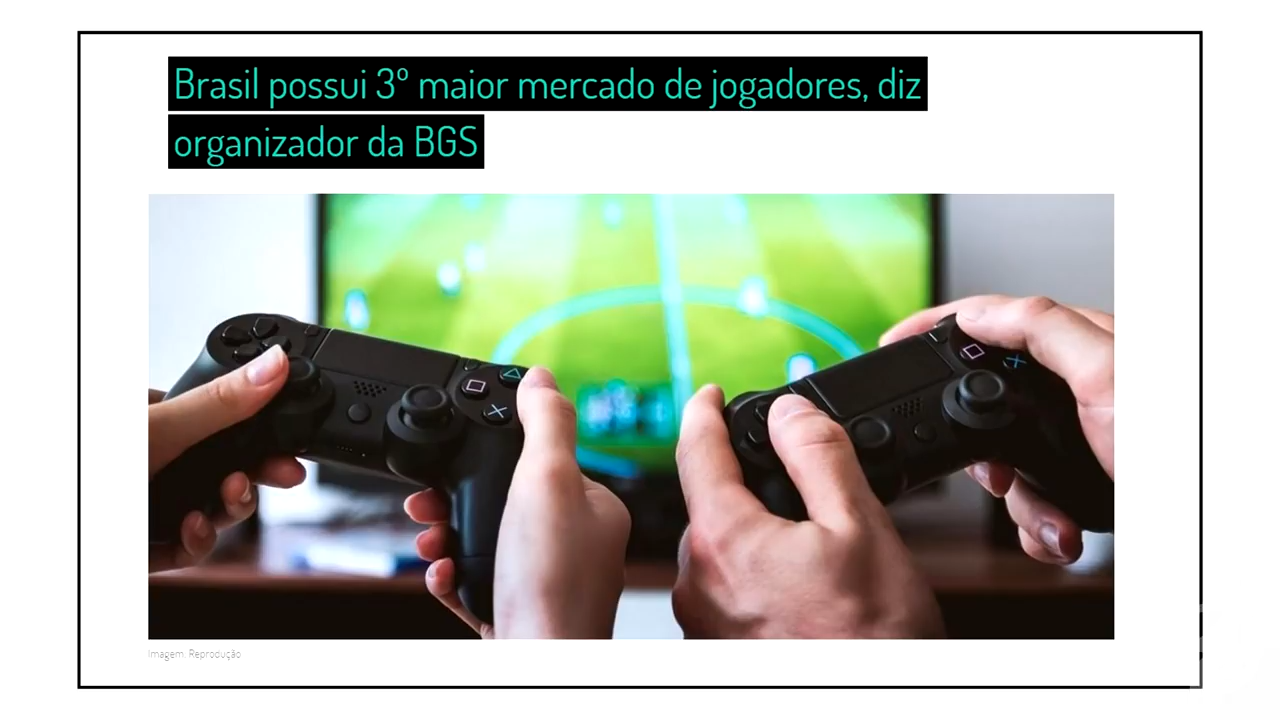 Brasil possui 3º maior mercado de jogadores, diz
organizador da BGS
Imagem: Reprodução